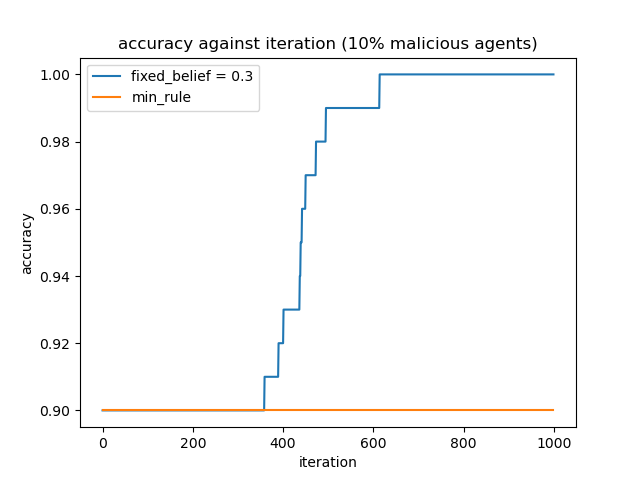 accuracy against iteration (10% malicious agents)
fixed_belief = 0.3
min_rule
1.00
0.98
0.96
0.94
0.92
0.90
accuracy
0
200
400
600
800
1000
iteration